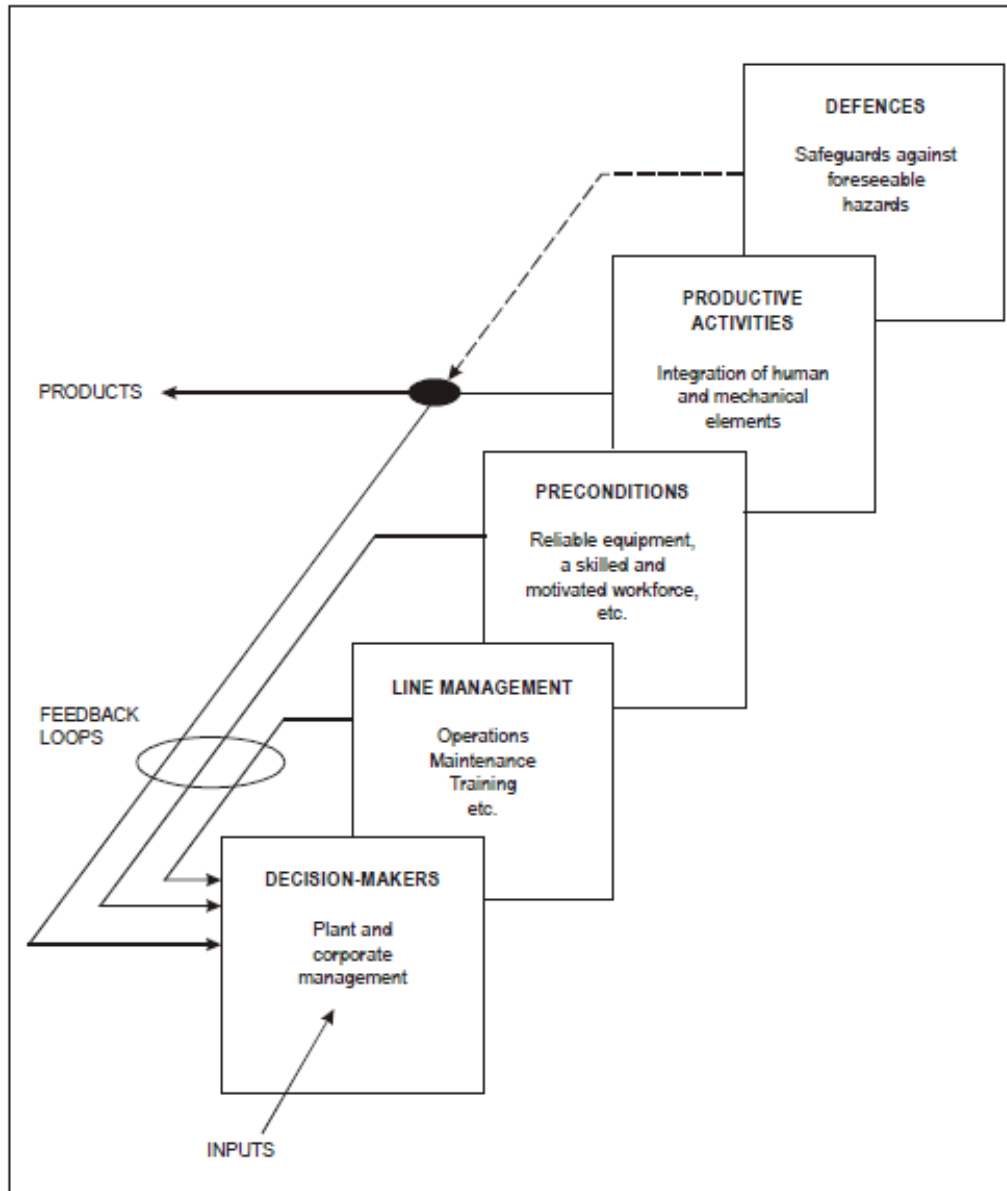 DEFENCES
Safeguards against
foreseeable
hazards
PRODUCTIVE
ACTIVITIES
Integration of human
and mechanical
elements
PRODUCTS
PRECONDITIONS
Reliable equipment,
a skilled and
motivated workforce,
etc.
LINE MANAGEMENT
Operations
Maintenance
Training
etc.
FEEDBACK
LOOPS
DECISION-MAKERS
Plant and
corporate
management
INPUTS